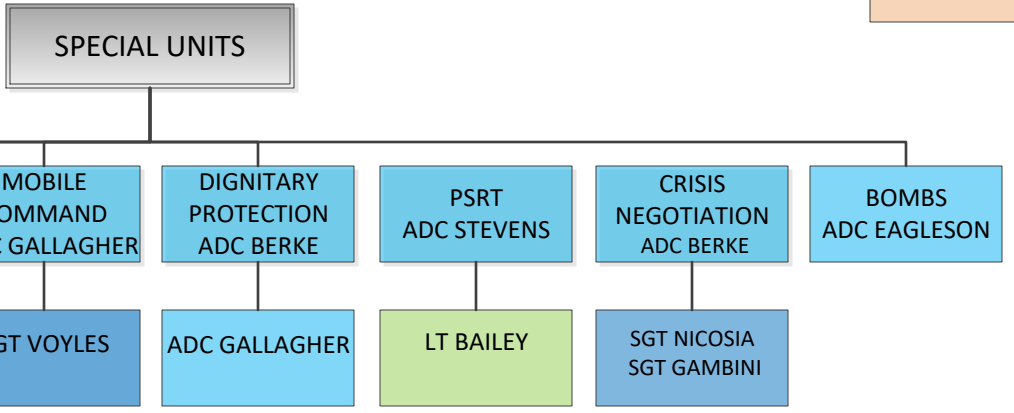 SPECIAL UNITS
MOBILE
OMMAND
C GALLAGHER
DIGNITARY
PROTECTION
ADC BERKE
PSRT
ADC STEVENS
CRISIS
NEGOTIATION
ADC BERKE
BOMBS
ADC EAGLESON
GT VOYLES
ADC GALLAGHER
LT BAILEY
SGT NICOSIA
SGT GAMBINI